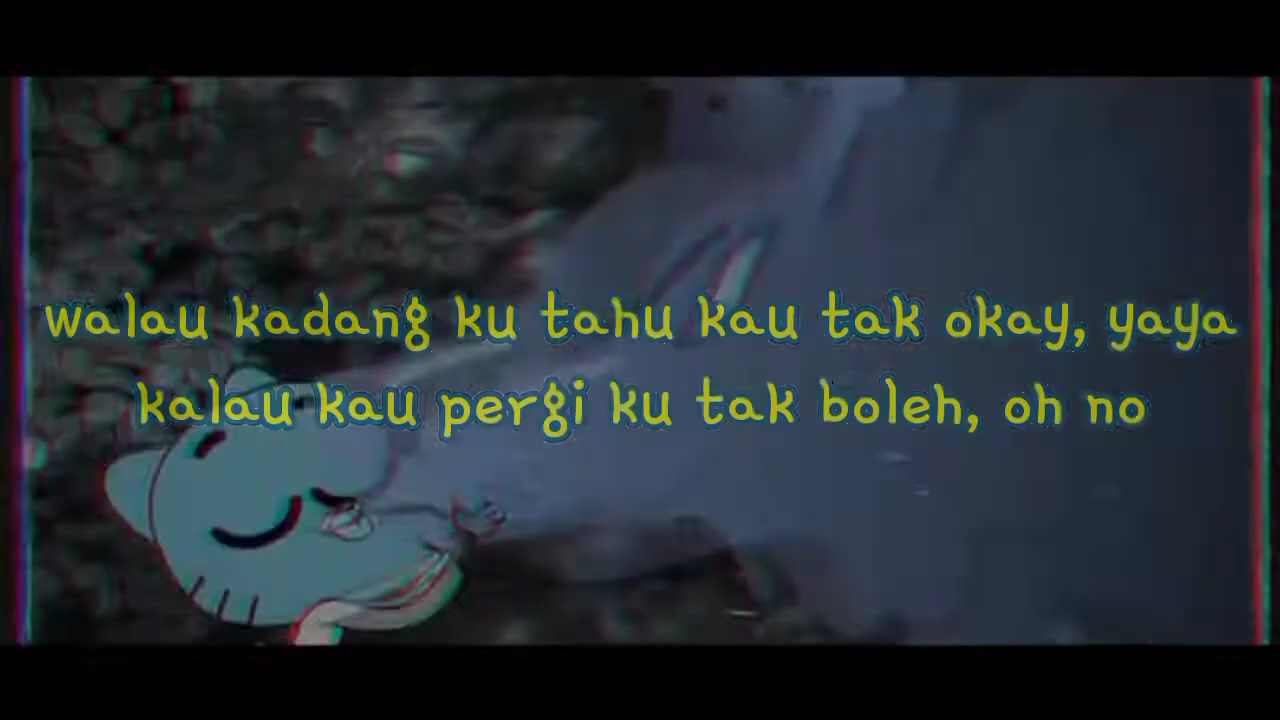 walau kadang ku tahu kau tak okay, yaya
kalau kau pergi ku tak boleh, oh no